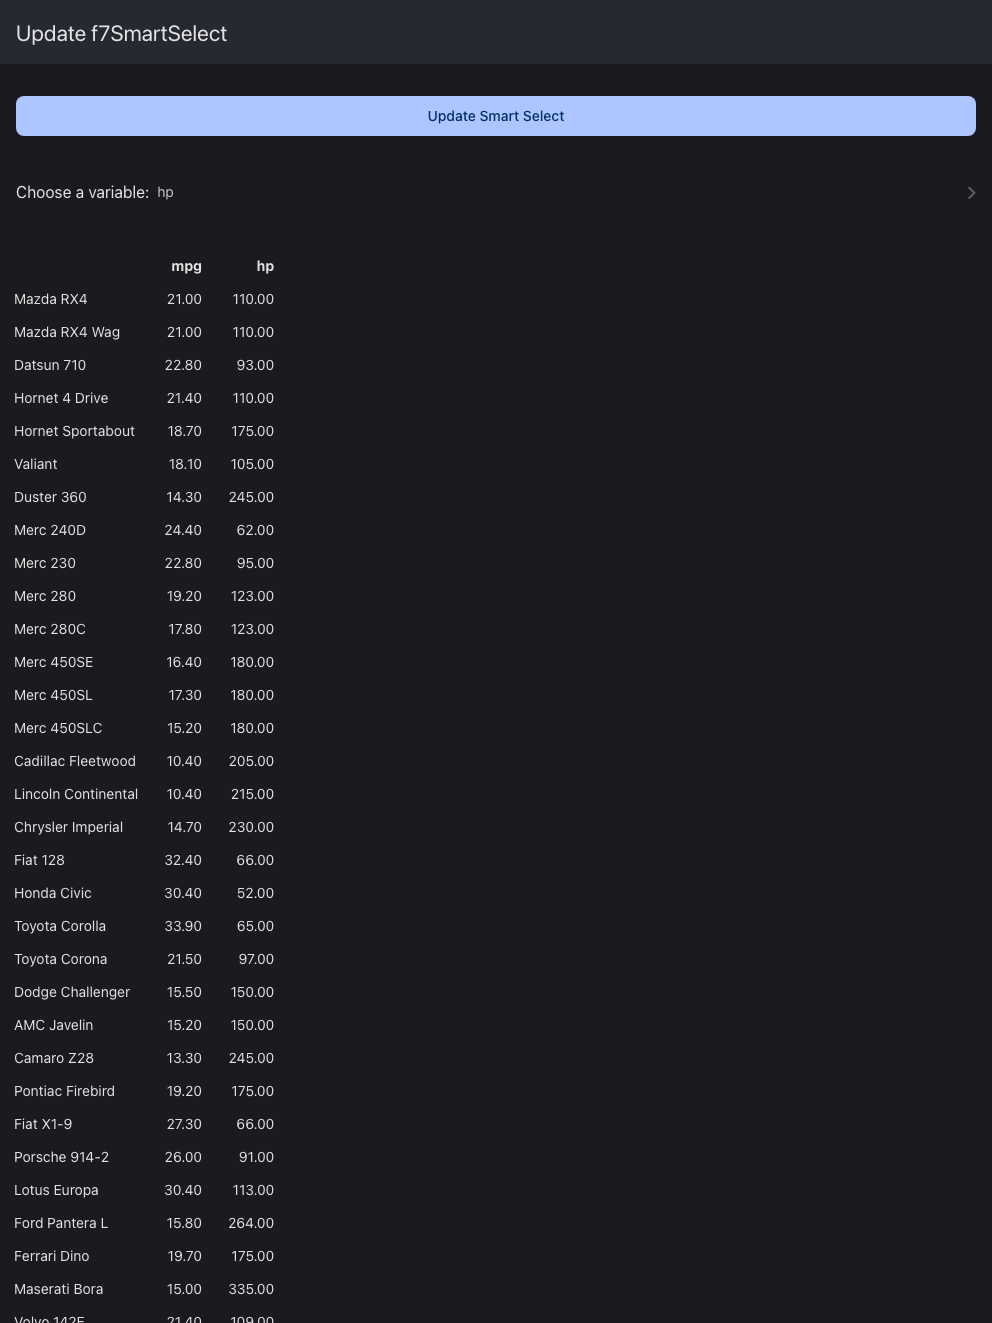 Update f7SmartSelect
Update Smart Select
Choose a variable: hp
mpg hp
Mazda RX4 21.00 110.00
Mazda RX4 Wag 21.00 110.00
Datsun 710 22.80 93.00
Hornet 4 Drive 21.40 110.00
Hornet Sportabout 18.70 175.00
Valiant 18.10 105.00
Duster 360 14.30 245.00
Merc 240D 24.40 62.00
Merc 230 22.80 95.00
Merc 280 19.20 123.00
Merc 280C 17.80 123.00
Merc 450SE 16.40 180.00
Merc 450SL 17.30 180.00
Merc 450SLC 15.20 180.00
Cadillac Fleetwood 10.40 205.00
Lincoln Continental 10.40 215.00
Chrysler Imperial 14.70 230.00
Fiat 128 32.40 66.00
Honda Civic 30.40 52.00
Toyota Corolla 33.90 65.00
Toyota Corona 21.50 97.00
Dodge Challenger 15.50 150.00
AMC Javelin 15.20 150.00
Camaro Z28 13.30 245.00
Pontiac Firebird 19.20 175.00
Fiat X1-9 27.30 66.00
Porsche 914-2 26.00 91.00
Lotus Europa 30.40 113.00
Ford Pantera L 15.80 264.00
Ferrari Dino 19.70 175.00
Maserati Bora 15.00 335.00
Volvo 142E 21.40 109.00